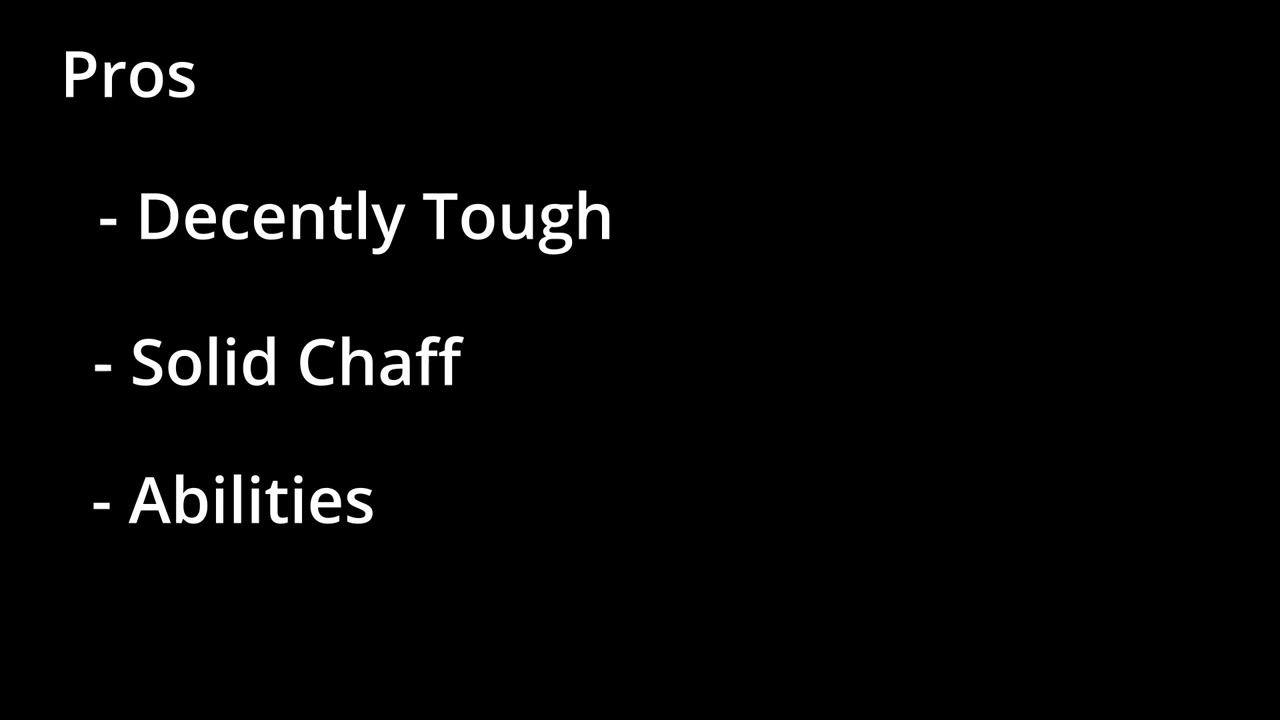 Pros
- Decently Tough
- Solid Chaff
- Abilities